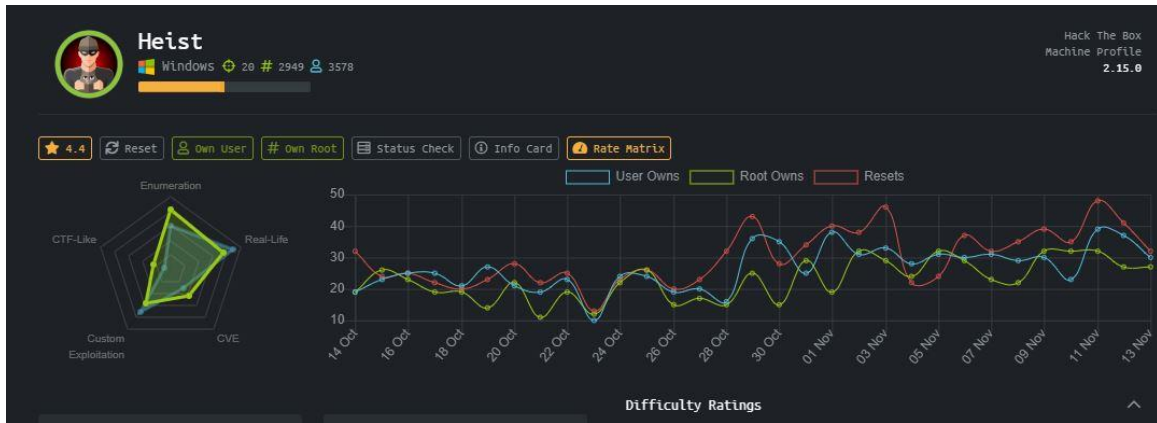 Heist
Windows 20 # 2949 3578
Hack The Box
Machine Profile
2.15.0
4.4 Reset Own User # Own Root Status Check Info Card Rate Matrix
Enumeration
CTF-Like
Real-Life
Custom
Exploitation
CVE
User Owns Root Owns Resets
50
40
30
20
10
14 Oct 16 Oct 18 Oct 20 Oct 22 Oct 24 Oct 26 Oct 28 Oct 30 Oct 01 Nov 03 Nov 05 Nov 07 Nov 09 Nov 11 Nov 13 Nov
Difficulty Ratings